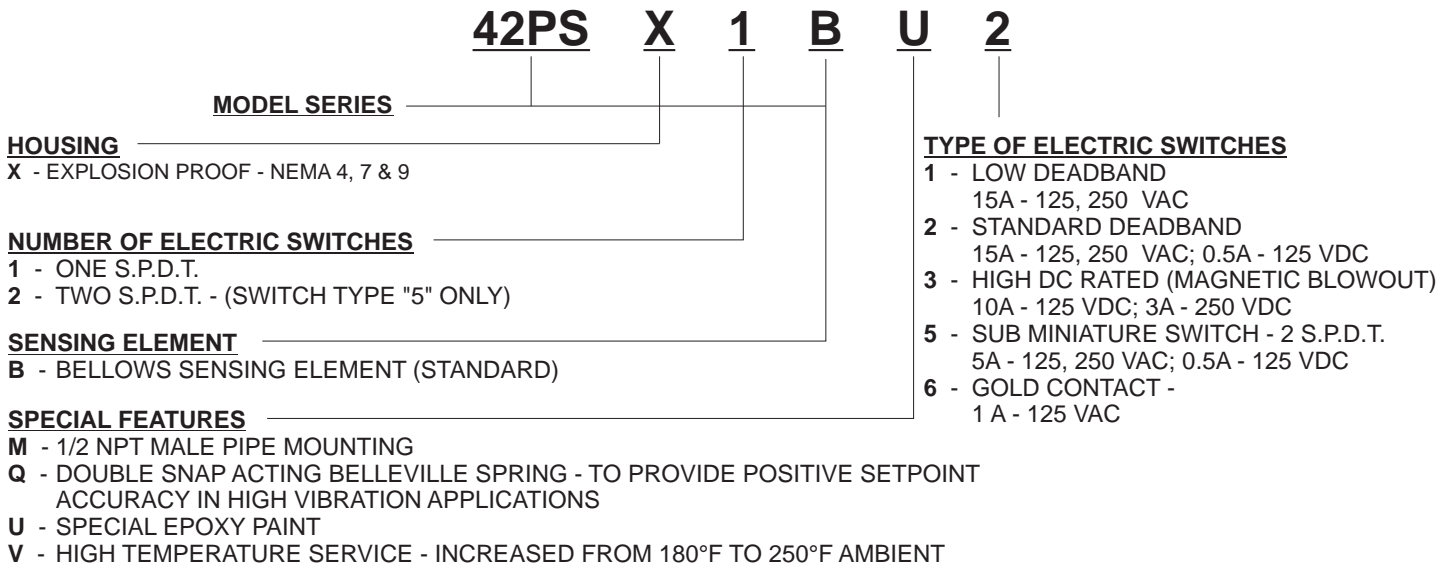 42PS X 1 B U 2
MODEL SERIES
HOUSING
X - EXPLOSION PROOF - NEMA 4, 7 & 9
NUMBER OF ELECTRIC SWITCHES
1 - ONE S.P.D.T.
2 - TWO S.P.D.T. - (SWITCH TYPE "5" ONLY)
SENSING ELEMENT
B - BELLOWS SENSING ELEMENT (STANDARD)
SPECIAL FEATURES
M - 1/2 NPT MALE PIPE MOUNTING
Q - DOUBLE SNAP ACTING BELLEVILLE SPRING - TO PROVIDE POSITIVE SETPOINT
ACCURACY IN HIGH VIBRATION APPLICATIONS
U - SPECIAL EPOXY PAINT
V - HIGH TEMPERATURE SERVICE - INCREASED FROM 180°F TO 250°F AMBIENT
TYPE OF ELECTRIC SWITCHES
1 - LOW DEADBAND
15A - 125, 250 VAC
2 - STANDARD DEADBAND
15A - 125, 250 VAC; 0.5A - 125 VDC
3 - HIGH DC RATED (MAGNETIC BLOWOUT)
10A - 125 VDC; 3A - 250 VDC
5 - SUB MINIATURE SWITCH - 2 S.P.D.T.
5A - 125, 250 VAC; 0.5A - 125 VDC
6 - GOLD CONTACT -
1 A - 125 VAC